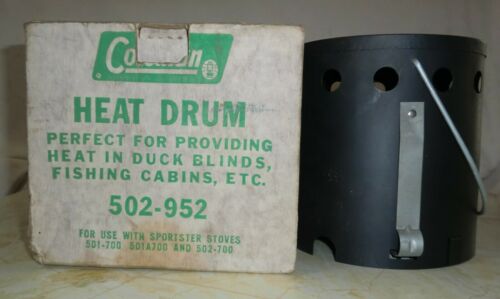 Coleman
HEAT DRUM
PERFECT FOR PROVIDING
HEAT IN DUCK BLINDS,
FISHING CABINS, ETC.
502-952
FOR USE WITH SPORTSTER STOVES
501-700 501A700 AND 502-700